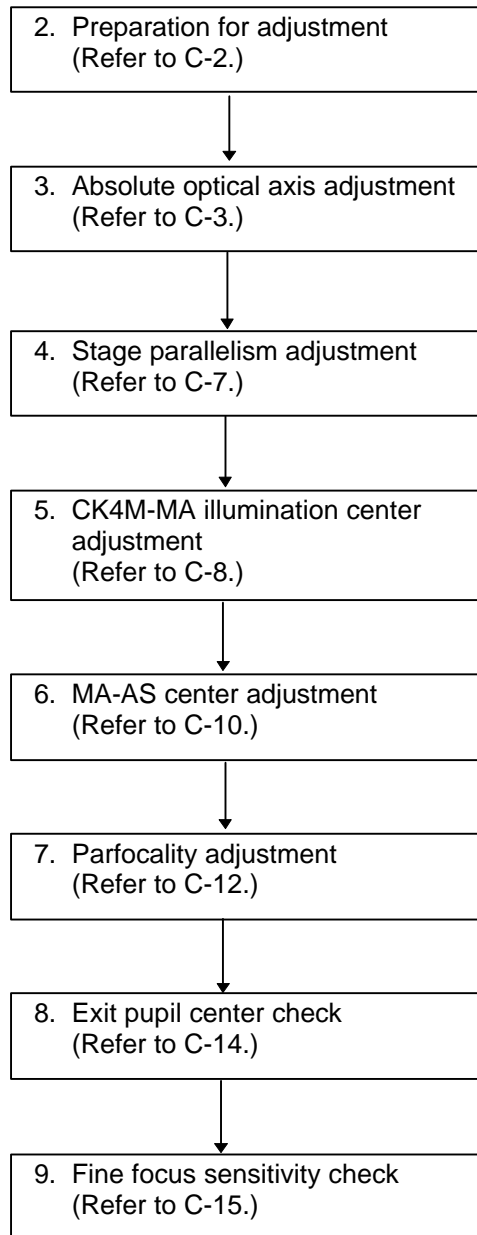 2. Preparation for adjustment
(Refer to C-2.)
3. Absolute optical axis adjustment
(Refer to C-3.)
4. Stage parallelism adjustment
(Refer to C-7.)
5. CK4M-MA illumination center
adjustment
(Refer to C-8.)
6. MA-AS center adjustment
(Refer to C-10.)
7. Parfocality adjustment
(Refer to C-12.)
8. Exit pupil center check
(Refer to C-14.)
9. Fine focus sensitivity check
(Refer to C-15.)